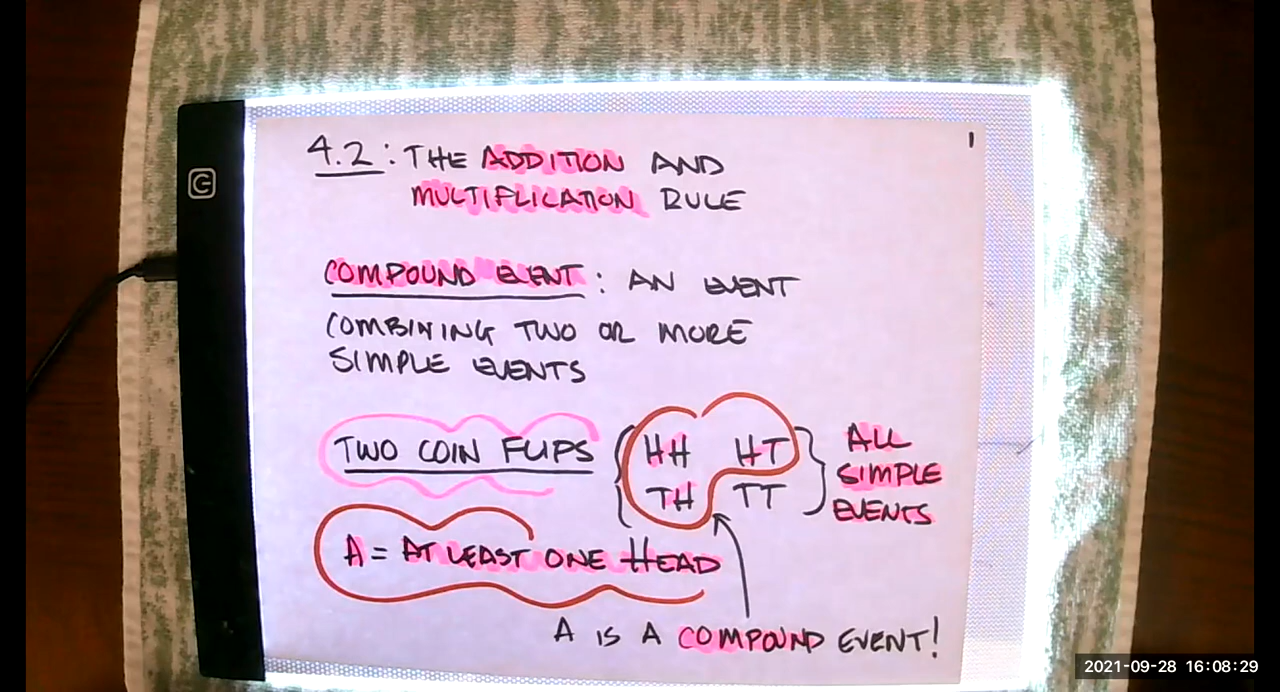 1
4.2: THE ADDITION AND
MULTIPLICATION RULE
COMPOUND EVENT: AN EVENT
COMBINING TWO OR MORE
SIMPLE EVENTS
TWO COIN FLIPS { HH HT
TH TT }
ALL
SIMPLE
EVENTS
A = AT LEAST ONE HEAD
A IS A COMPOUND EVENT!
2021-09-28 16:08:29